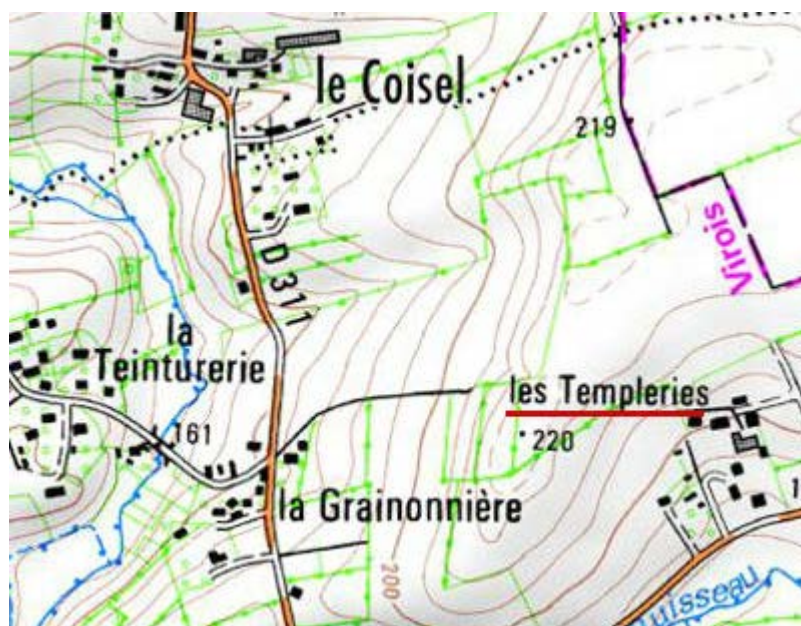 le Coisel
219
Virois
D 311
la
Teinturerie
les Templeries
161
220
la Grainonnière
200